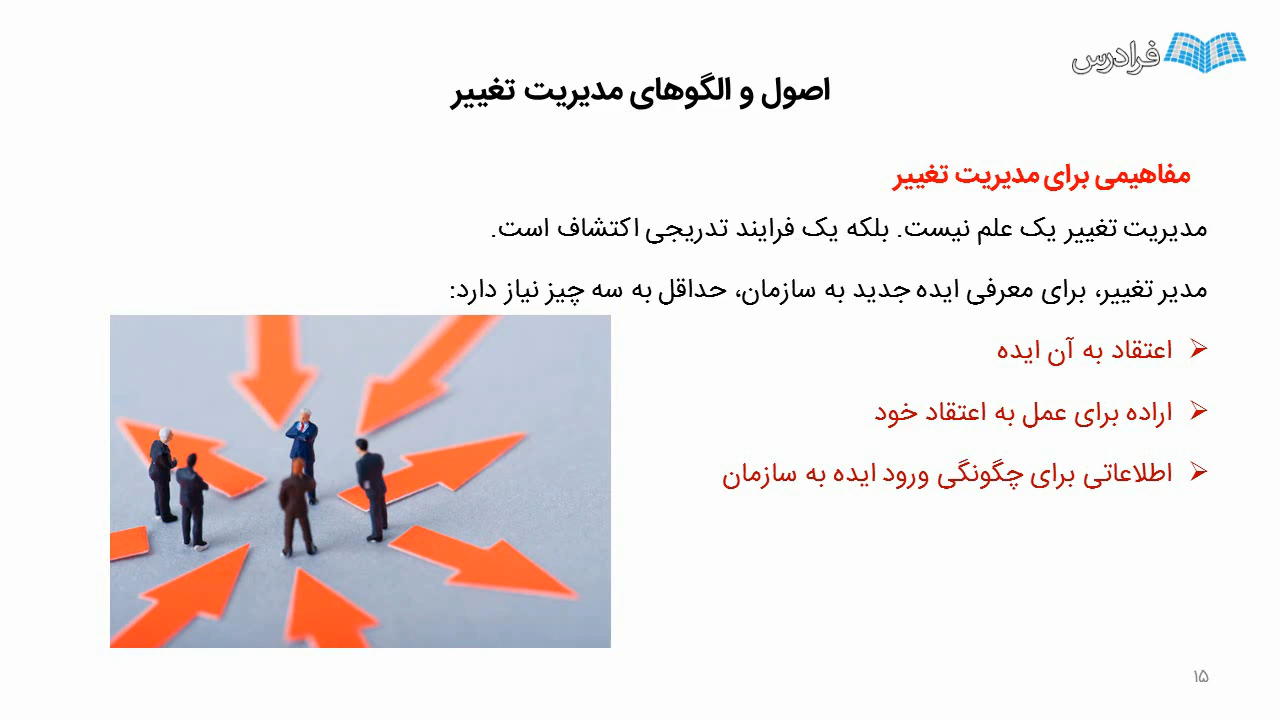 فرادرس
اصول و الگوهای مدیریت تغییر
مفاهیمی برای مدیریت تغییر
مدیریت تغییر یک علم نیست. بلکه یک فرایند تدریجی اکتشاف است.
مدیر تغییر، برای معرفی ایده جدید به سازمان، حداقل به سه چیز نیاز دارد:
اعتقاد به آن ایده
اراده برای عمل به اعتقاد خود
اطلاعاتی برای چگونگی ورود ایده به سازمان
۱۵